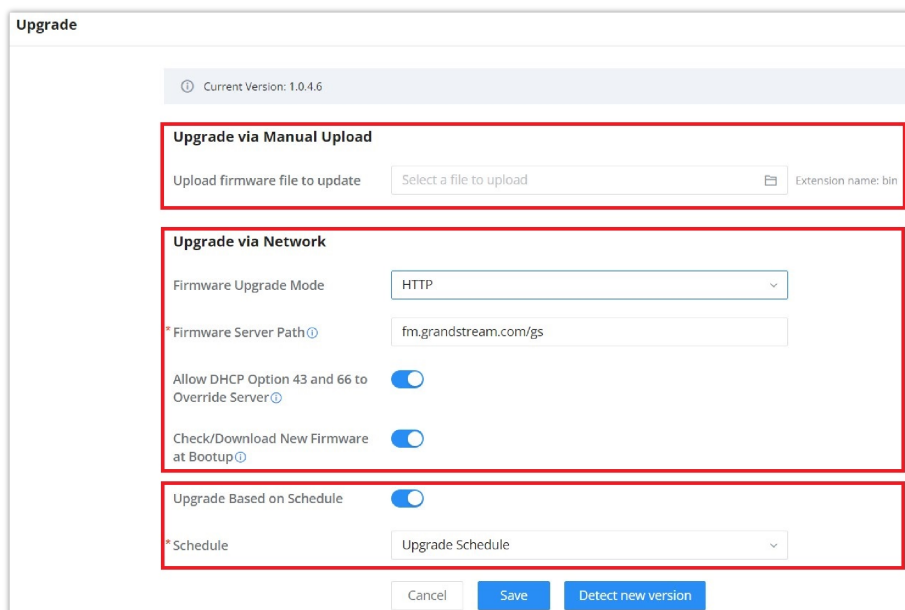 Upgrade
Current Version: 1.0.4.6
Upgrade via Manual Upload
Upload firmware file to update Select a file to upload Extension name: bin
Upgrade via Network
Firmware Upgrade Mode HTTP
*Firmware Server Path fm.grandstream.com/gs
Allow DHCP Option 43 and 66 to
Override Server
Check/Download New Firmware
at Bootup
Upgrade Based on Schedule
*Schedule Upgrade Schedule
Cancel Save Detect new version